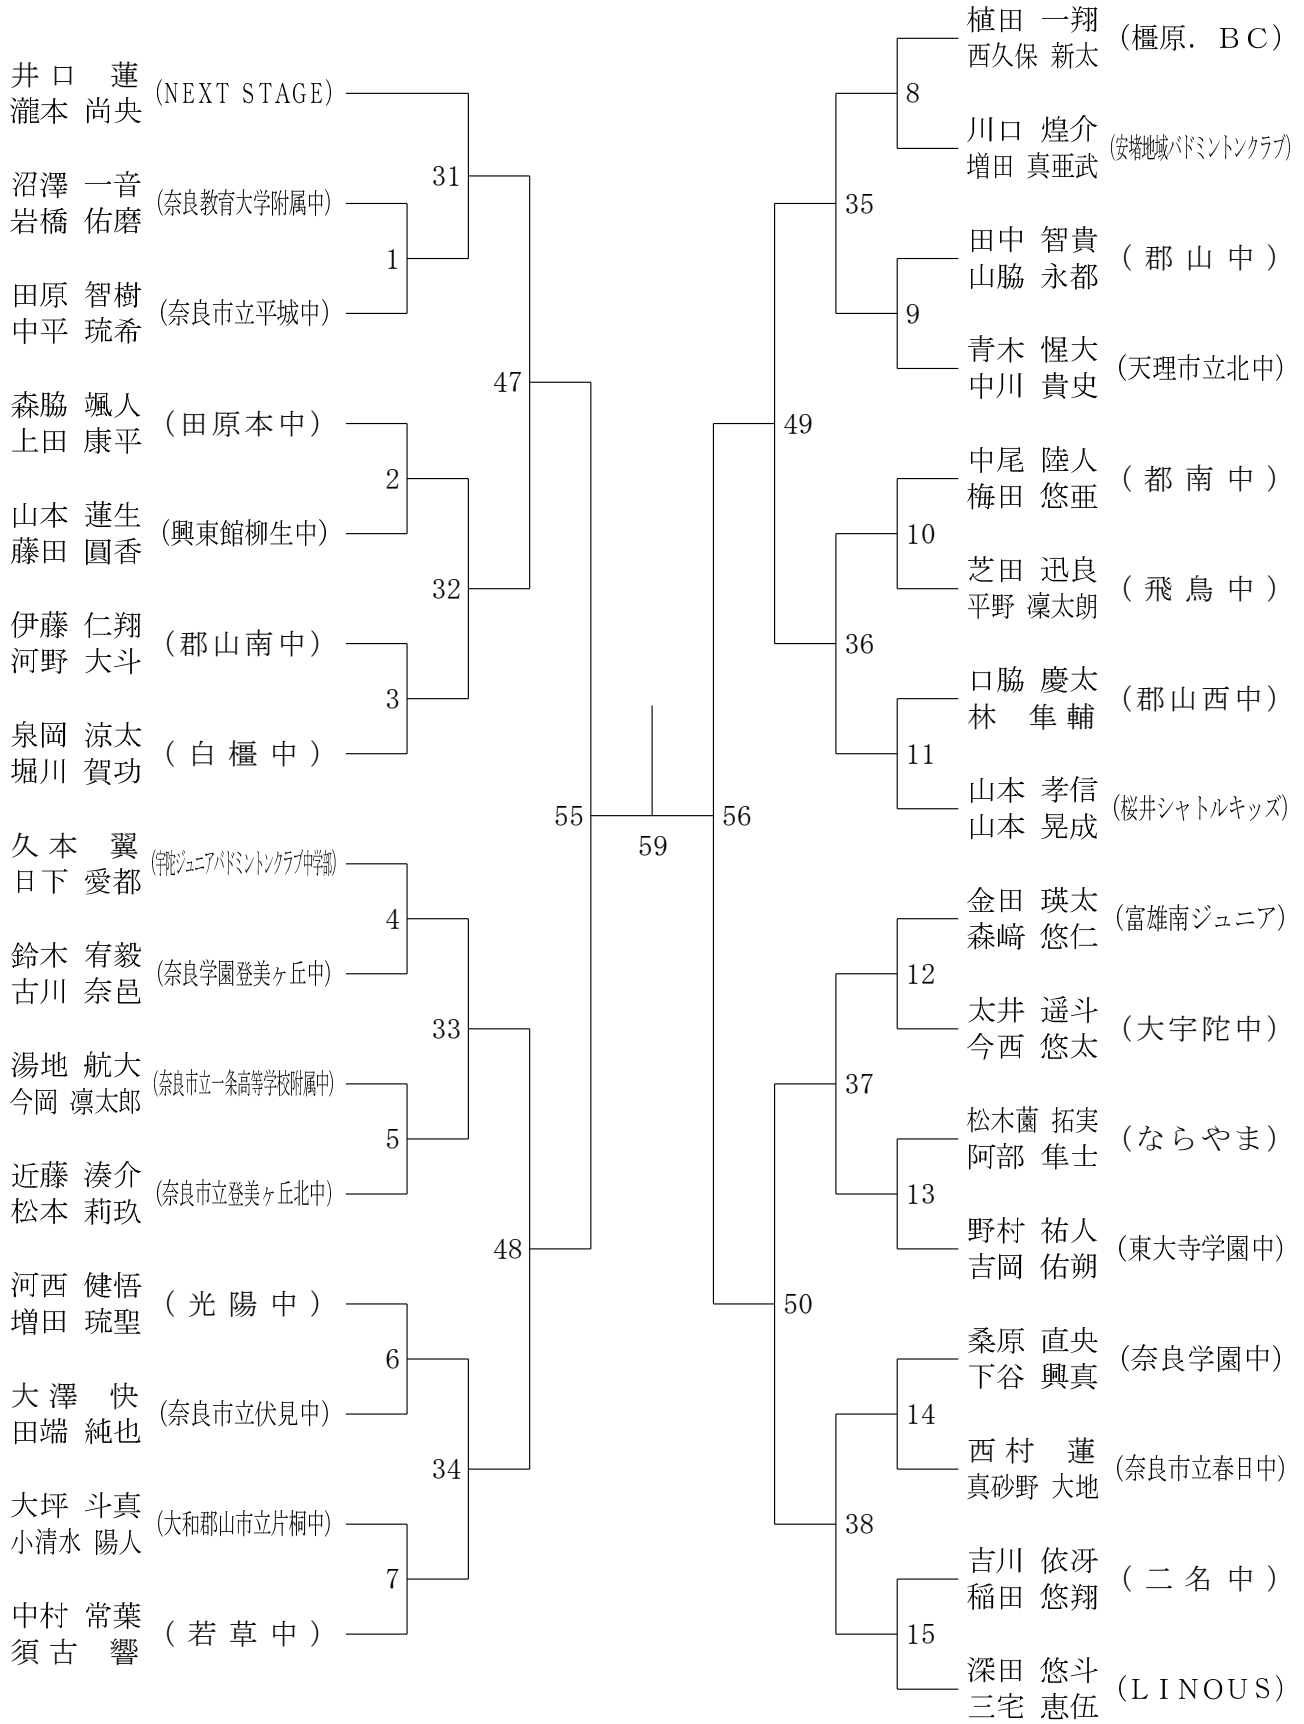 井口 蓮 (NEXT STAGE)
瀧本 尚央
沼澤 一音 (奈良教育大学附属中)
岩橋 佑磨
田原 智樹 (奈良市立平城中)
中平 琉希
森脇 颯人 (田原本中)
上田 康平
山本 蓮生 (興東館柳生中)
藤田 圓香
伊藤 仁翔 (郡山南中)
河野 大斗
泉岡 涼太 (白橿中)
堀川 賀功
久本 翼 (宇陀ジュニアバドミントンクラブ中学部)
日下 愛都
鈴木 宥毅 (奈良学園登美ヶ丘中)
古川 奈邑
湯地 航大 (奈良市立一条高等学校附属中)
今岡 凛太郎
近藤 湊介 (奈良市立登美ヶ丘北中)
松本 莉玖
河西 健悟 (光陽中)
増田 琉聖
大澤 快 (奈良市立伏見中)
田端 純也
大坪 斗真 (大和郡山市立片桐中)
小清水 陽人
中村 常葉 (若草中)
須古 響
1
2
3
4
5
6
7
31
32
33
34
47
48
55
59
56
49
50
35
36
37
38
8
9
10
11
12
13
14
15
植田 一翔 (橿原．ＢＣ)
西久保 新太
川口 煌介 (安堵地域バドミントンクラブ)
増田 真亜武
田中 智貴 (郡山中)
山脇 永都
青木 惺大 (天理市立北中)
中川 貴史
中尾 陸人 (都南中)
梅田 悠亜
芝田 迅良 (飛鳥中)
平野 凜太朗
口脇 慶太 (郡山西中)
林 隼輔
山本 孝信 (桜井シャトルキッズ)
山本 晃成
金田 瑛太 (富雄南ジュニア)
森﨑 悠仁
太井 遥斗 (大宇陀中)
今西 悠太
松木薗 拓実 (ならやま)
阿部 隼士
野村 祐人 (東大寺学園中)
吉岡 佑朔
桑原 直央 (奈良学園中)
下谷 興真
西村 蓮 (奈良市立春日中)
真砂野 大地
吉川 依冴 (二名中)
稲田 悠翔
深田 悠斗 (ＬＩＮＯＵＳ)
三宅 恵伍